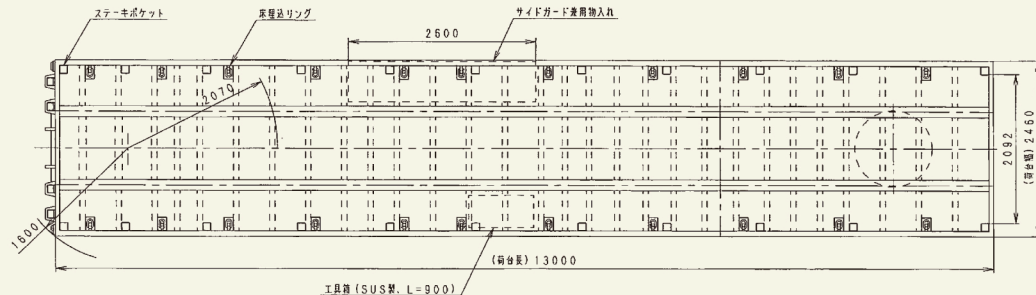 ステーキポケット
床埋込リング
サイドガード兼用物入れ
2600
2070
1600
2092
(荷台幅) 2460
(荷台長) 13000
工具箱 (SUS製、L=900)